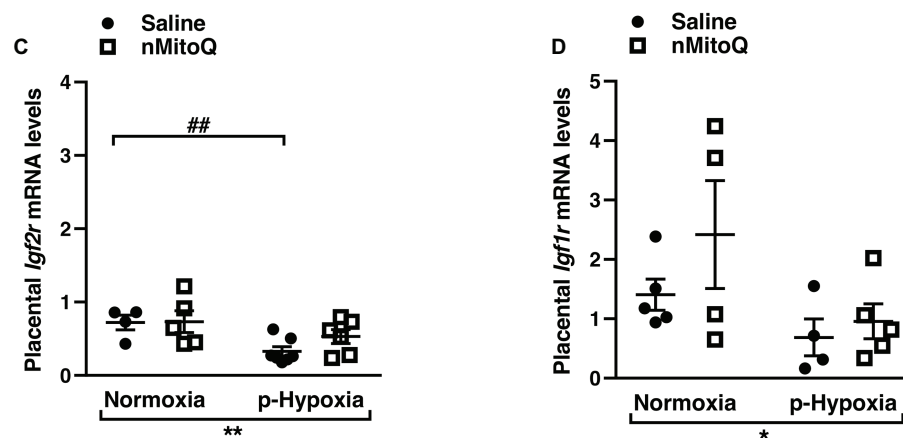 C
Saline
nMitoQ
Placental Igf2r mRNA levels
4
3
2
1
0
##
Normoxia
p-Hypoxia
**
D
Saline
nMitoQ
Placental Igf1r mRNA levels
5
4
3
2
1
0
Normoxia
p-Hypoxia
*